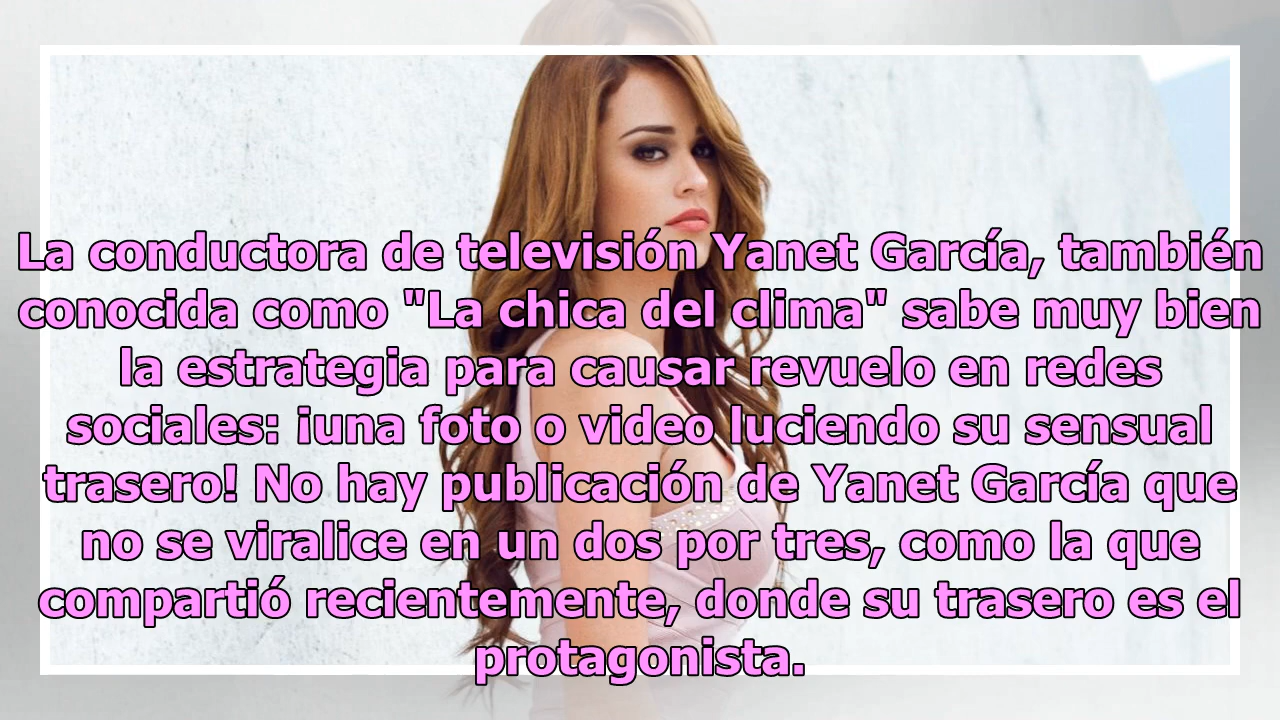 La conductora de televisión Yanet García, también
conocida como "La chica del clima" sabe muy bien
la estrategia para causar revuelo en redes
sociales: ¡una foto o video luciendo su sensual
trasero! No hay publicación de Yanet García que
no se viralice en un dos por tres, como la que
compartió recientemente, donde su trasero es el
protagonista.